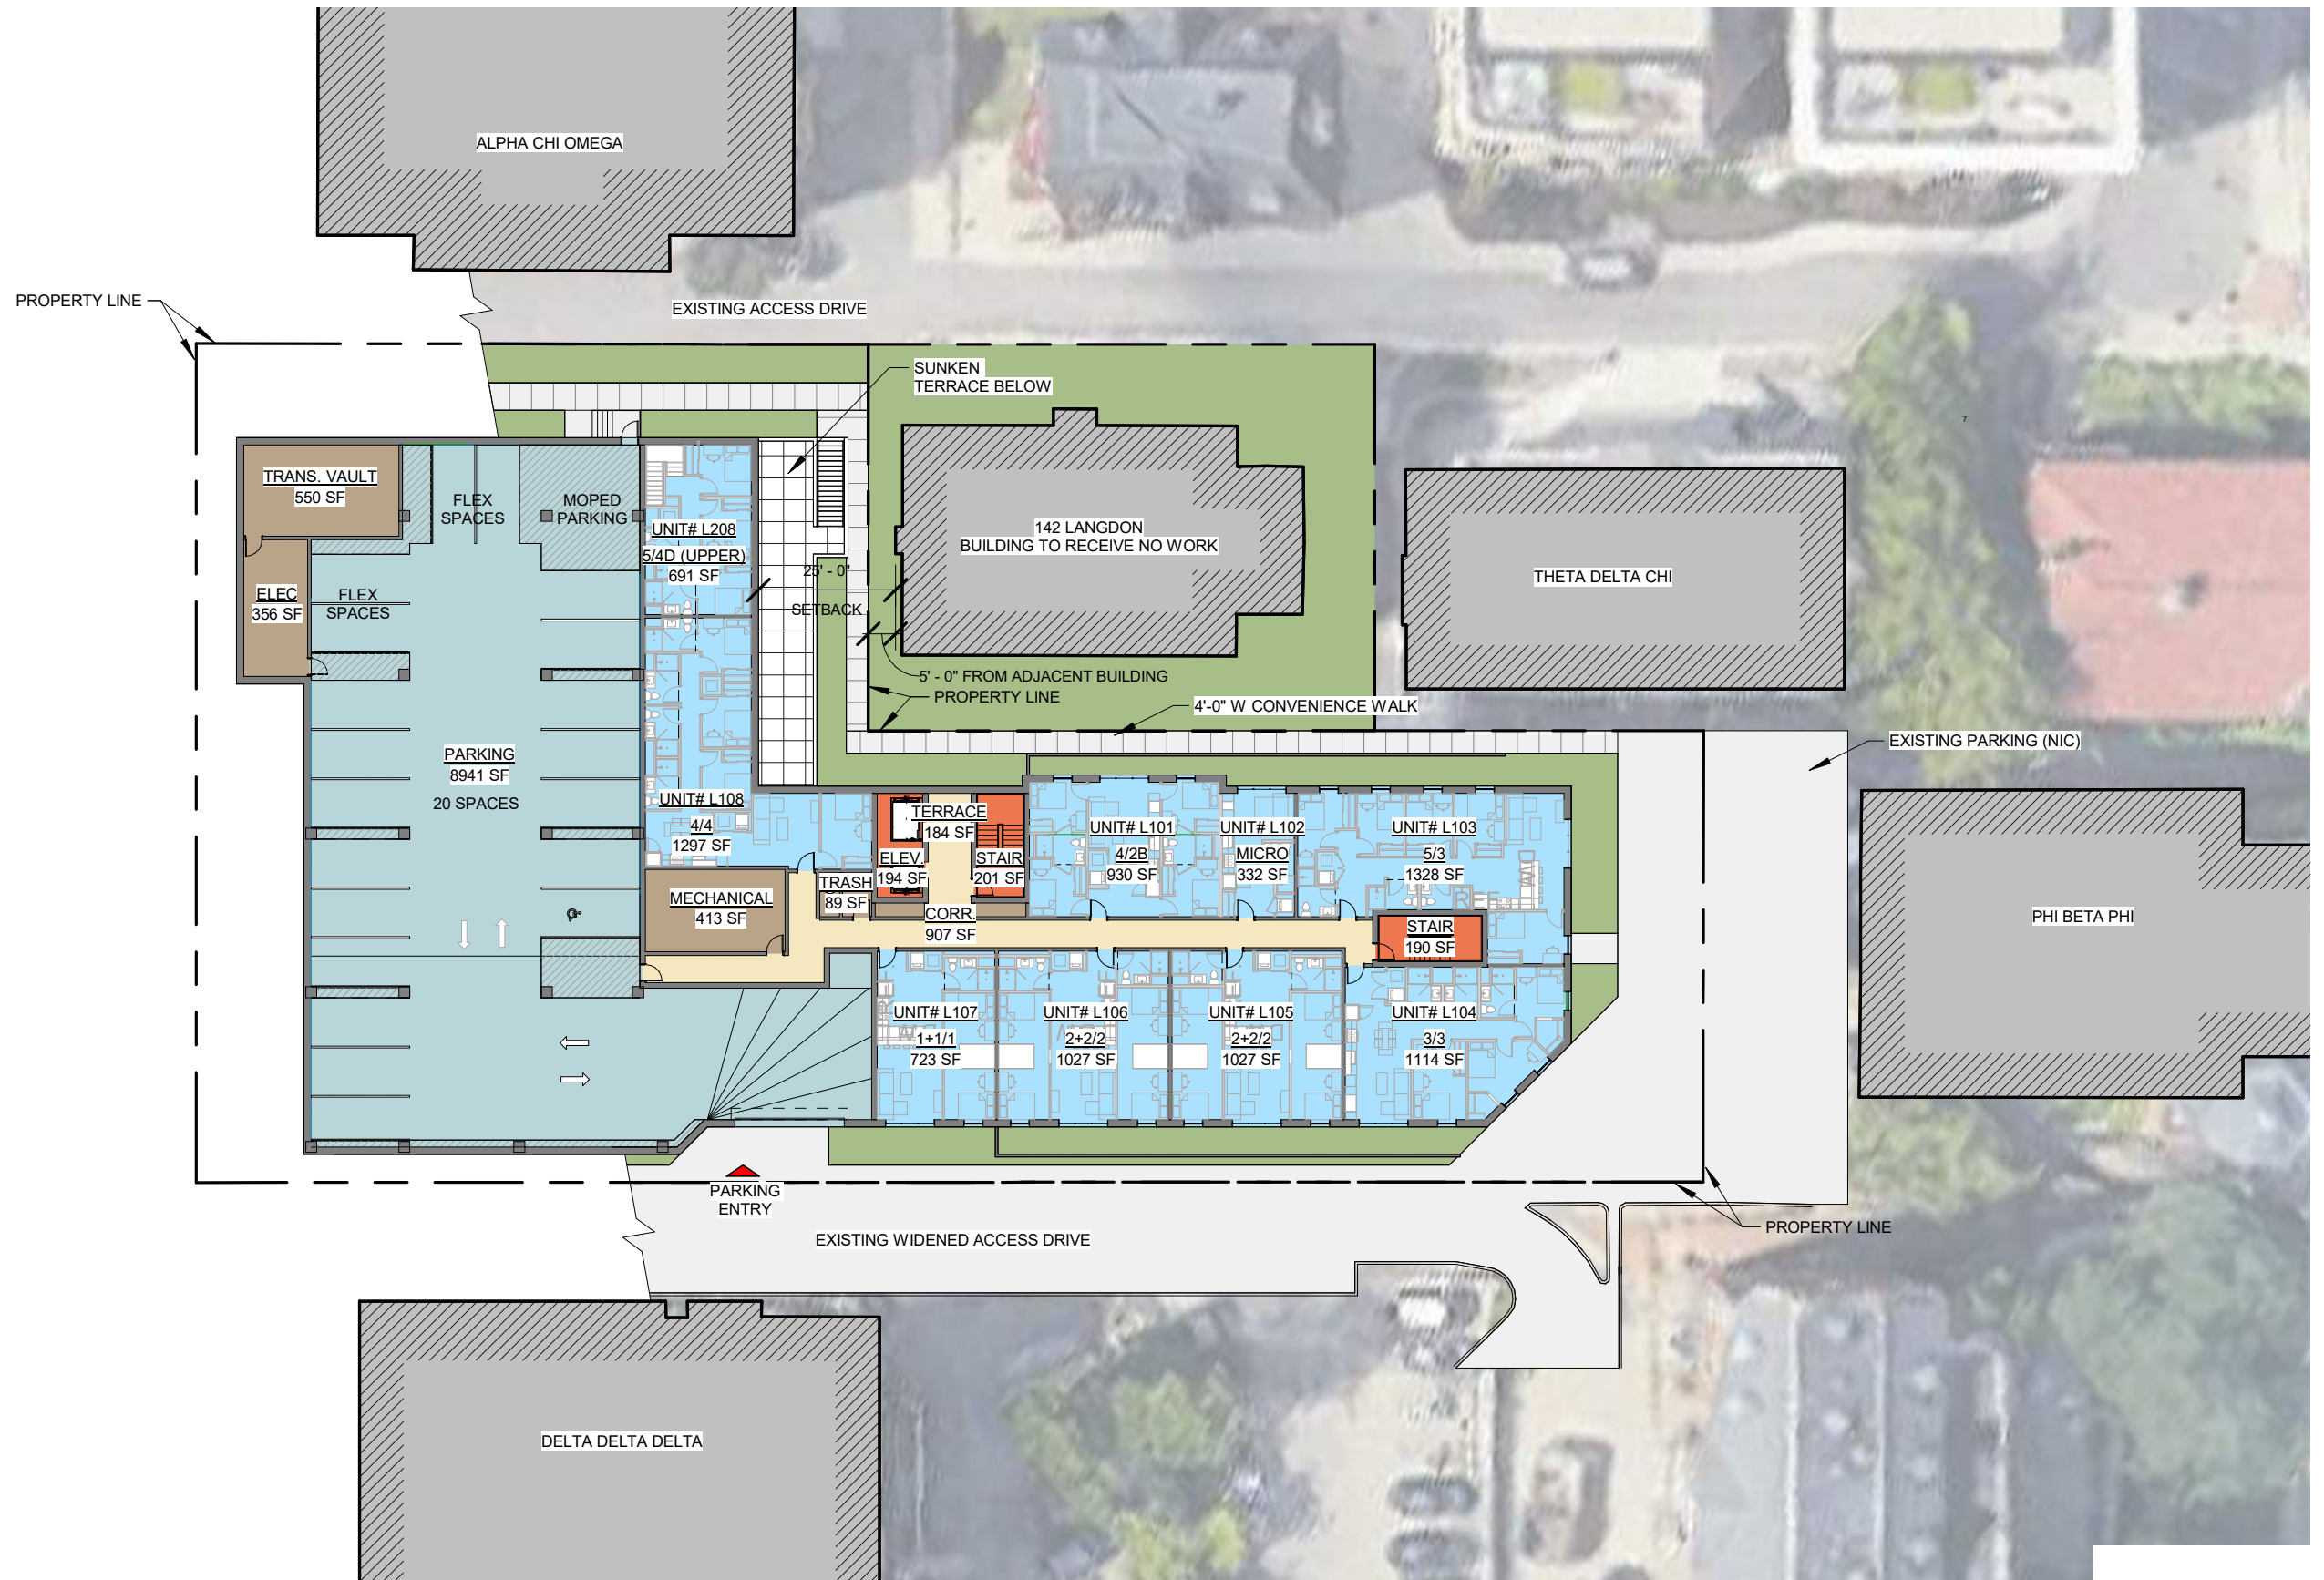 ALPHA CHI OMEGA
PROPERTY LINE
EXISTING ACCESS DRIVE
SUNKEN
TERRACE BELOW
7
TRANS. VAULT
550 SF
FLEX
SPACES
MOPED
PARKING
UNIT# L208
5/4D (UPPER)
691 SF
25' - 0"
SETBACK
142 LANGDON
BUILDING TO RECEIVE NO WORK
THETA DELTA CHI
ELEC
356 SF
FLEX
SPACES
5' - 0" FROM ADJACENT BUILDING
PROPERTY LINE
4'-0" W CONVENIENCE WALK
EXISTING PARKING (NIC)
PARKING
8941 SF
20 SPACES
UNIT# L108
4/4
1297 SF
TERRACE
184 SF
ELEV.
194 SF
STAIR
201 SF
UNIT# L101
4/2B
930 SF
UNIT# L102
MICRO
332 SF
UNIT# L103
5/3
1328 SF
TRASH
89 SF
MECHANICAL
413 SF
CORR.
907 SF
STAIR
190 SF
PHI BETA PHI
UNIT# L107
1+1/1
723 SF
UNIT# L106
2+2/2
1027 SF
UNIT# L105
2+2/2
1027 SF
UNIT# L104
3/3
1114 SF
PARKING
ENTRY
PROPERTY LINE
EXISTING WIDENED ACCESS DRIVE
DELTA DELTA DELTA